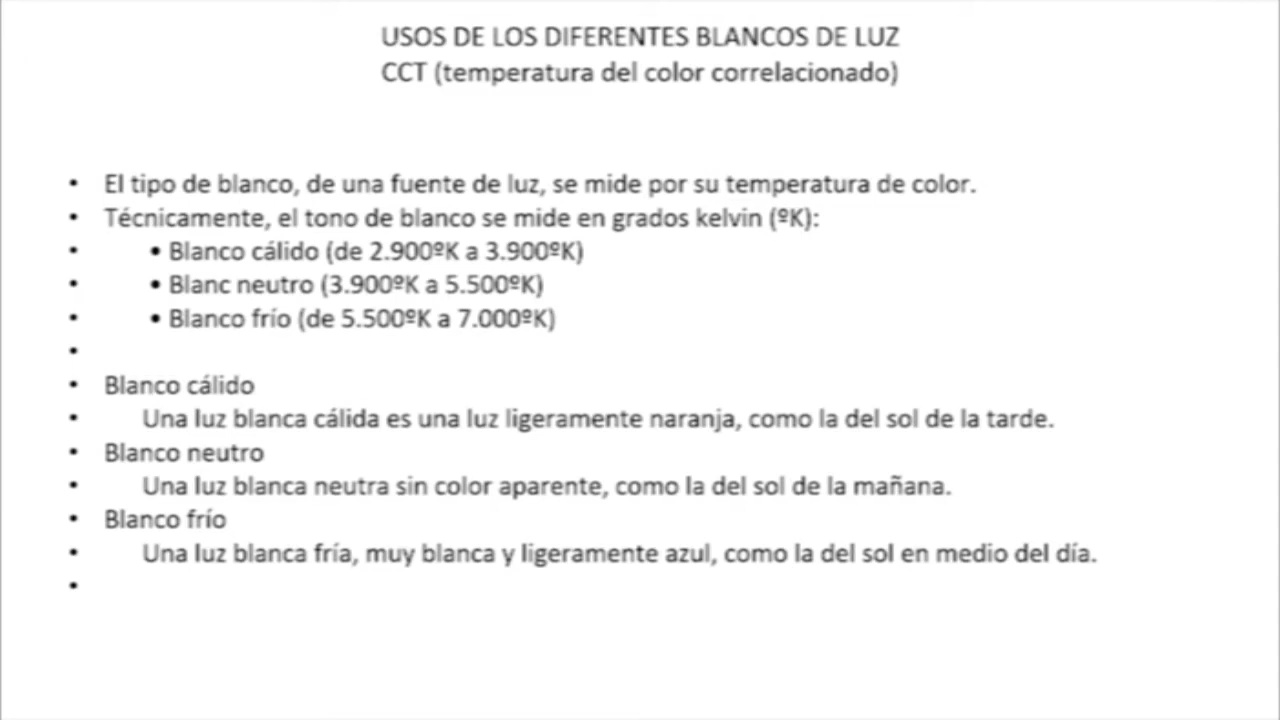 USOS DE LOS DIFERENTES BLANCOS DE LUZ
CCT (temperatura del color correlacionado)
• El tipo de blanco, de una fuente de luz, se mide por su temperatura de color.
• Técnicamente, el tono de blanco se mide en grados kelvin (ºK):
• • Blanco cálido (de 2.900ºK a 3.900ºK)
• • Blanc neutro (3.900ºK a 5.500ºK)
• • Blanco frío (de 5.500ºK a 7.000ºK)
•
• Blanco cálido
• Una luz blanca cálida es una luz ligeramente naranja, como la del sol de la tarde.
• Blanco neutro
• Una luz blanca neutra sin color aparente, como la del sol de la mañana.
• Blanco frío
• Una luz blanca fría, muy blanca y ligeramente azul, como la del sol en medio del día.
•